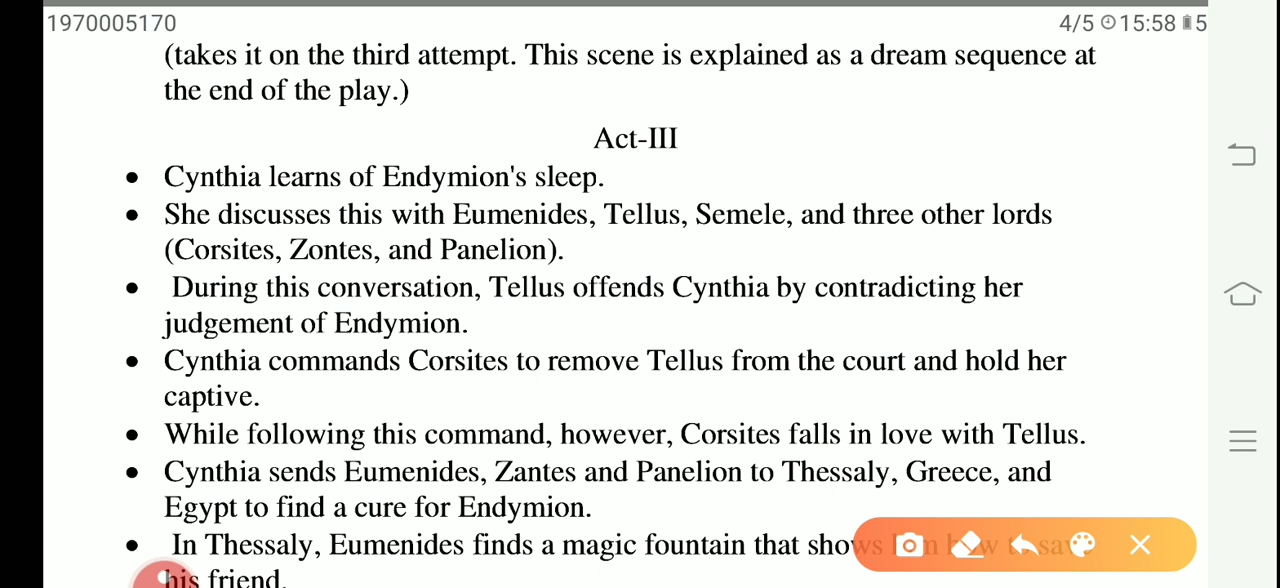 1970005170
4/5 15:58 5
(takes it on the third attempt. This scene is explained as a dream sequence at
the end of the play.)
Act-III
• Cynthia learns of Endymion's sleep.
• She discusses this with Eumenides, Tellus, Semele, and three other lords
(Corsites, Zontes, and Panelion).
• During this conversation, Tellus offends Cynthia by contradicting her
judgement of Endymion.
• Cynthia commands Corsites to remove Tellus from the court and hold her
captive.
• While following this command, however, Corsites falls in love with Tellus.
• Cynthia sends Eumenides, Zantes and Panelion to Thessaly, Greece, and
Egypt to find a cure for Endymion.
• In Thessaly, Eumenides finds a magic fountain that shows
his friend.